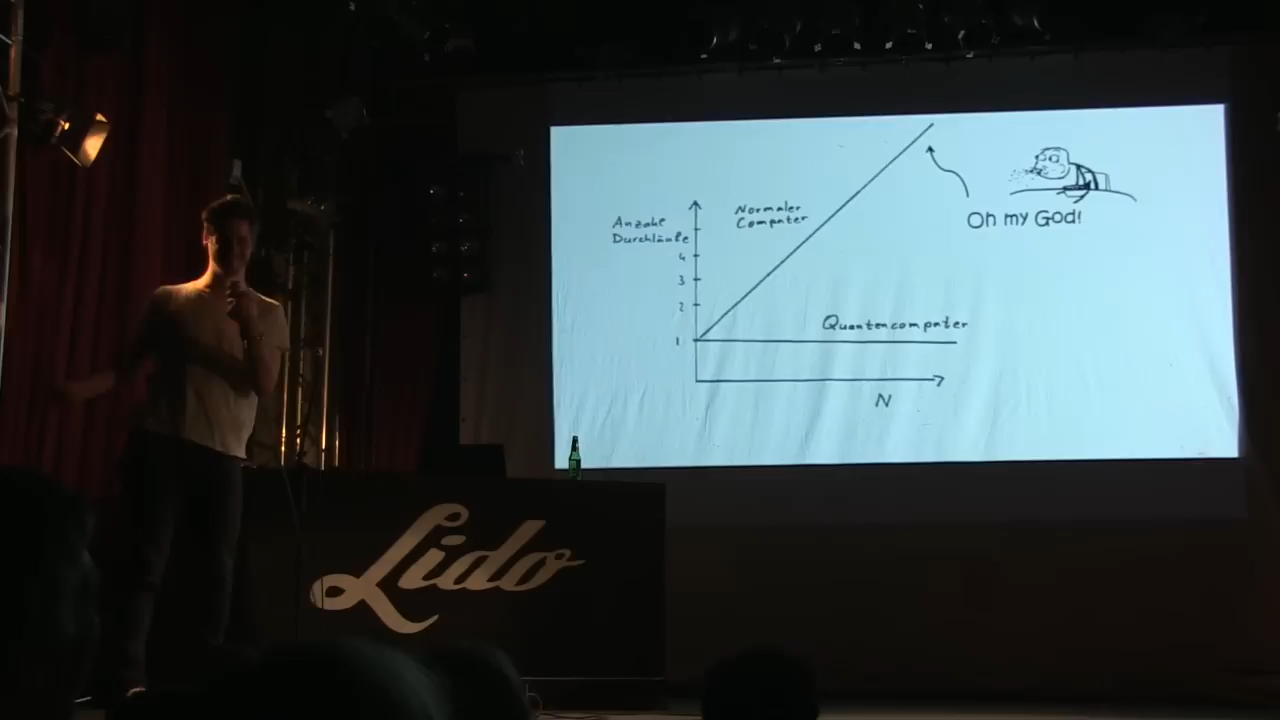 Anzahl
Durchläufe
Normaler
Computer
4
3
2
1
Quantencomputer
N
Oh my God!
Lido